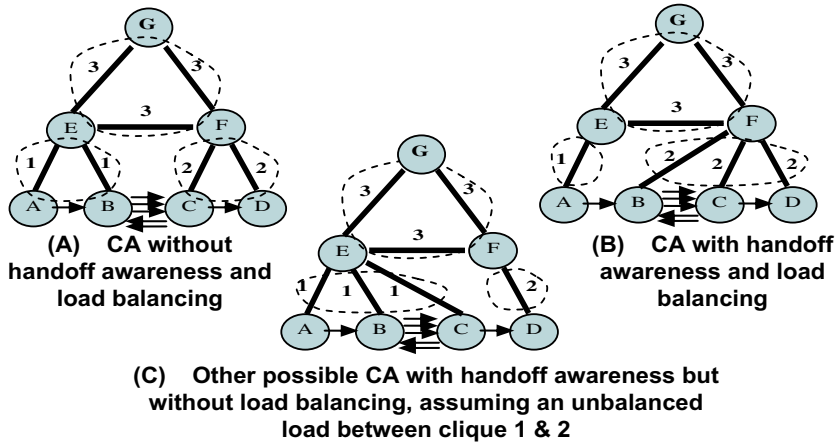 G
3 3
3
E F
1 1 2 2
A B C D
(A) CA without
handoff awareness and
load balancing
G
3 3
3
E F
1 2 2 2
A B C D
(B) CA with handoff
awareness and load
balancing
G
3 3
3
E F
1 1 1 2
A B C D
(C) Other possible CA with handoff awareness but
without load balancing, assuming an unbalanced
load between clique 1 & 2